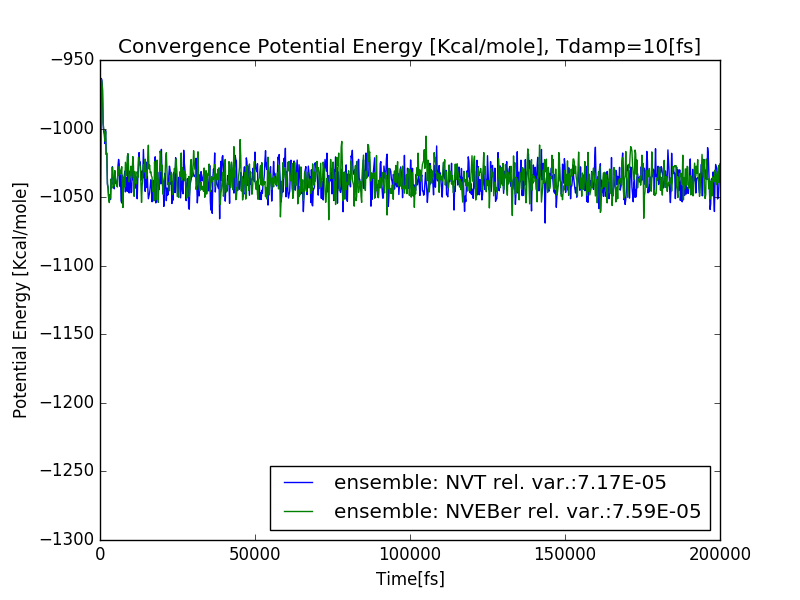 Convergence Potential Energy [Kcal/mole], Tdamp=10[fs]
−950
−1000
−1050
−1100
−1150
−1200
−1250
−1300
Potential Energy [Kcal/mole]
ensemble: NVT rel. var.:7.17E-05
ensemble: NVEBer rel. var.:7.59E-05
0 50000 100000 150000 200000
Time[fs]